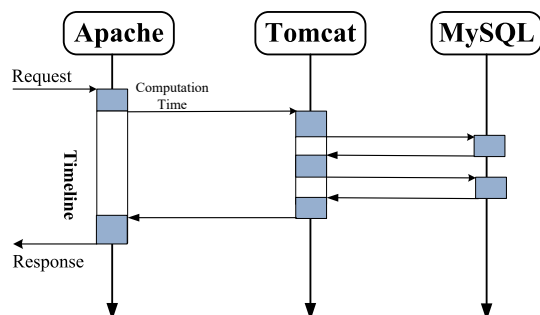 Apache
Tomcat
MySQL
Request
Computation
Time
Timeline
Response